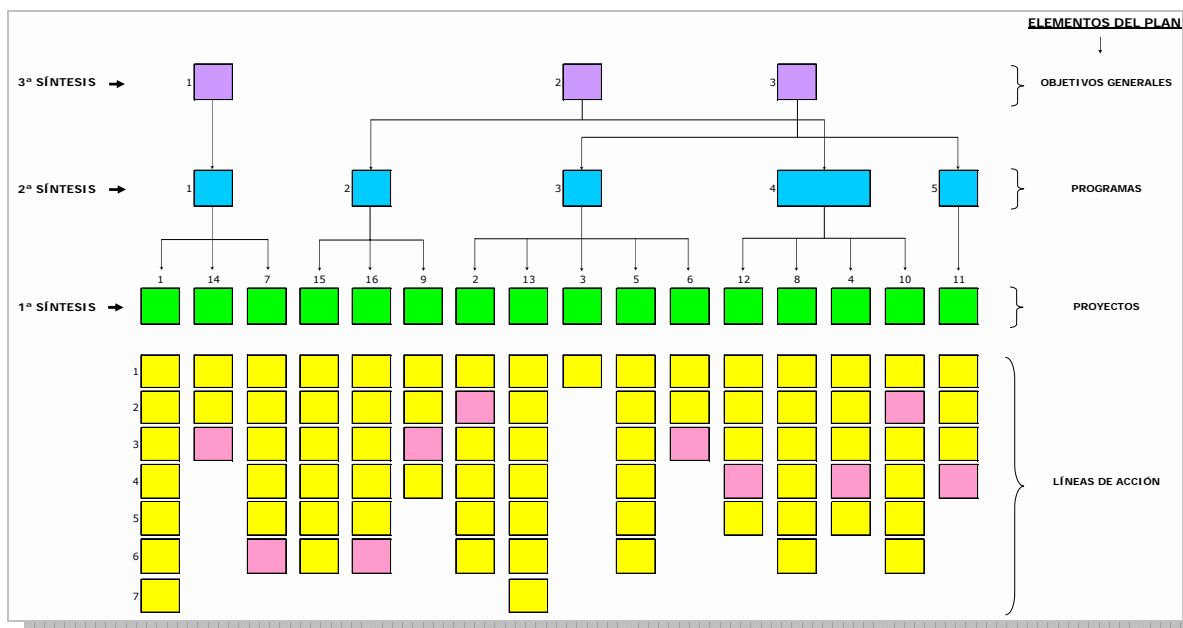 ELEMENTOS DEL PLAN
3ª SÍNTESIS
1
2
3
OBJETIVOS GENERALES
2ª SÍNTESIS
1
2
3
4
5
PROGRAMAS
1 14 7 15 16 9 2 13 3 5 6 12 8 4 10 11
1ª SÍNTESIS
PROYECTOS
1
2
3
4
5
6
7
LÍNEAS DE ACCIÓN